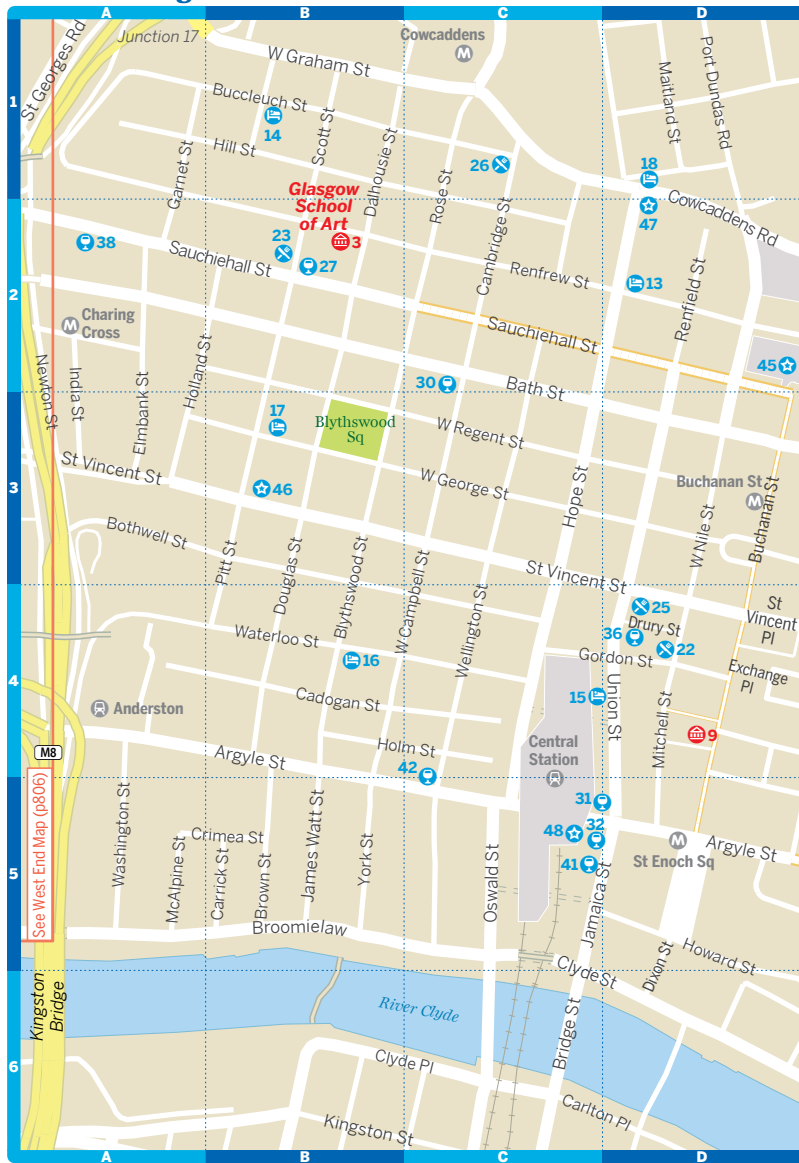 A
B
C
D
1
2
3
4
5
6
St Georges Rd
Junction 17
Cowcaddens
M
W Graham St
Port Dundas Rd
Maitland St
Buccleuch St
14
Scott St
Hill St
Garnet St
Dalhousie St
Rose St
26
18
47
Cowcaddens Rd
Glasgow
School
of Art
3
38
23
27
Sauchiehall St
Cambridge St
Renfrew St
13
Renfield St
M
Charing
Cross
Sauchiehall St
45
Newton St
India St
Elmbank St
Holland St
30
Bath St
17
Blythswood
Sq
W Regent St
St Vincent St
46
W George St
Hope St
Buchanan St
M
W Nile St
Buchanan St
Bothwell St
Pitt St
Douglas St
Blythswood St
W Campbell St
Wellington St
St Vincent St
25
St
Vincent
Pl
36
Drury St
22
Waterloo St
16
Gordon St
Exchange
Pl
Cadogan St
15
Union St
Mitchell St
9
Anderston
Holm St
Central
Station
M8
Argyle St
42
31
See West End Map (p806)
Washington St
McAlpine St
Crimea St
Carrick St
Brown St
James Watt St
York St
48
32
41
M
St Enoch Sq
Argyle St
Oswald St
Jamaica St
Broomielaw
Howard St
Dixon St
Clyde St
Kingston
Bridge
River Clyde
Bridge St
Clyde Pl
Carlton Pl
Kingston St
A
B
C
D